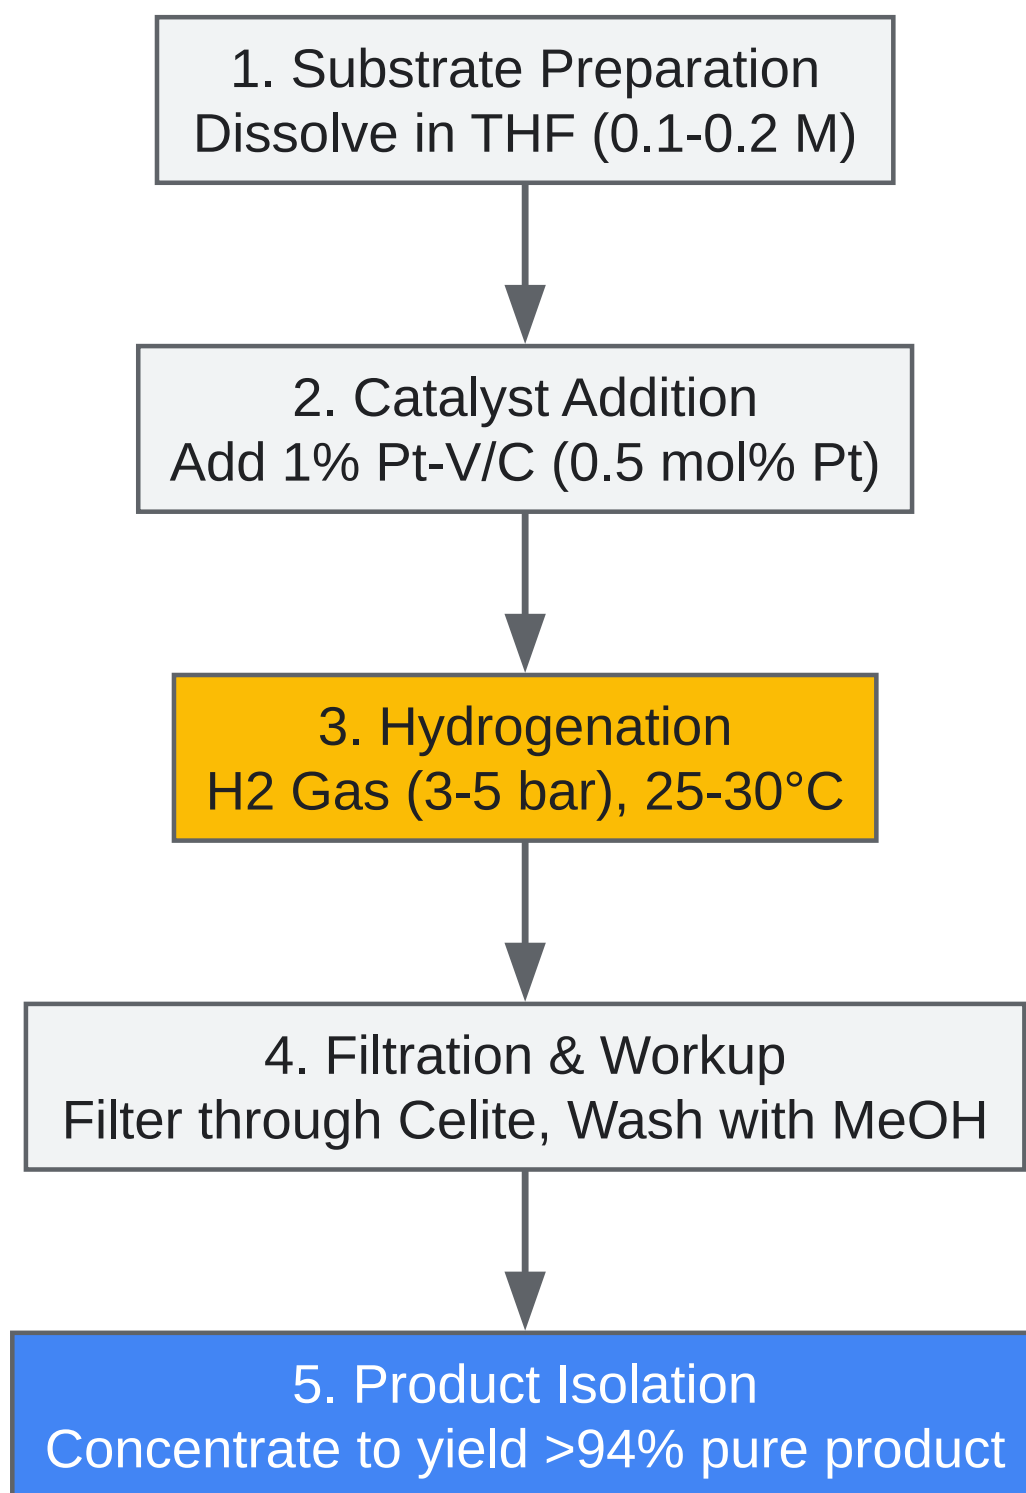 1. Substrate Preparation
Dissolve in THF (0.1-0.2 M)
2. Catalyst Addition
Add 1% Pt-V/C (0.5 mol% Pt)
3. Hydrogenation
H2 Gas (3-5 bar), 25-30°C
4. Filtration & Workup
Filter through Celite, Wash with MeOH
5. Product Isolation
Concentrate to yield >94% pure product